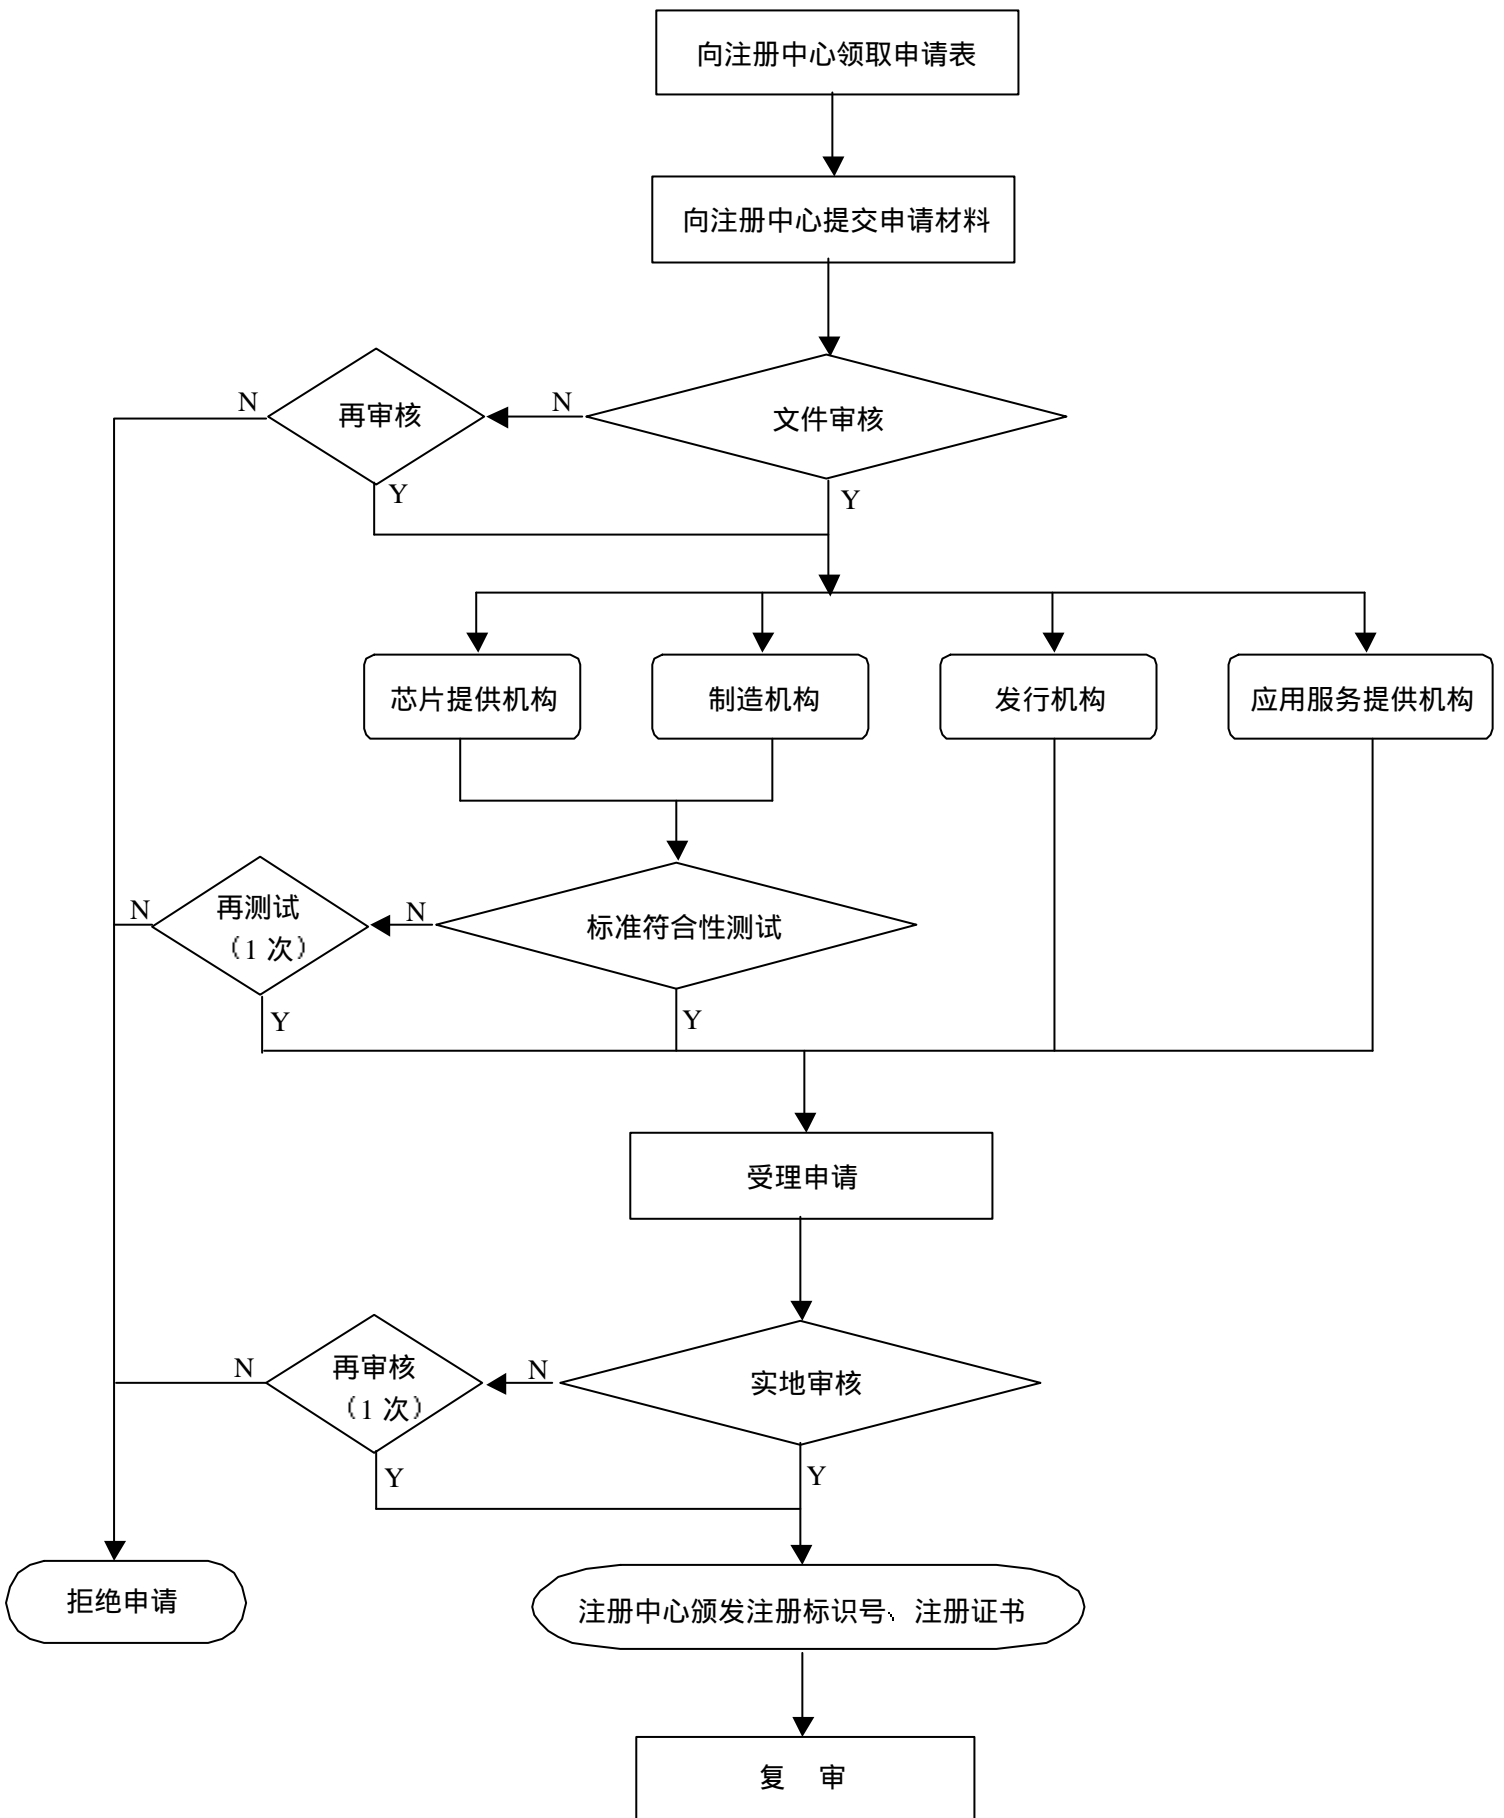 向注册中心领取申请表
向注册中心提交申请材料
N
再审核
N
文件审核
Y
Y
芯片提供机构
制造机构
发行机构
应用服务提供机构
N
再测试
（1 次）
N
标准符合性测试
Y
Y
受理申请
N
再审核
（1 次）
N
实地审核
Y
Y
拒绝申请
注册中心颁发注册标识号、注册证书
复 审